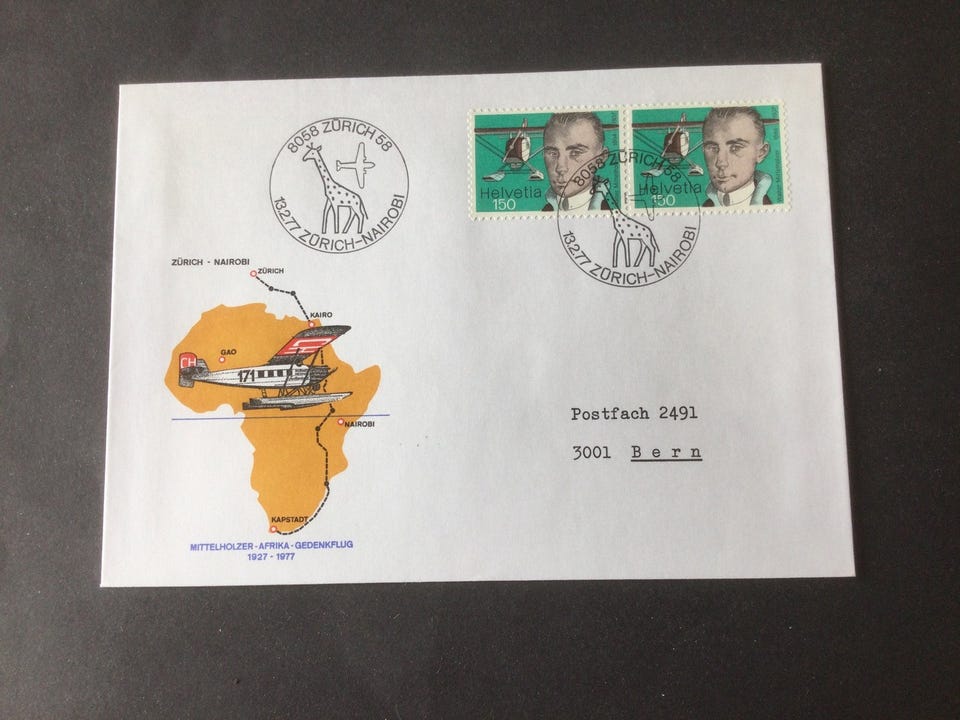 8058 ZÜRICH 58
13.2.77 ZÜRICH-NAIROBI
Helvetia
150
Helvetia
150
8058 ZÜRICH 58
13.2.77 ZÜRICH-NAIROBI
ZÜRICH - NAIROBI
ZÜRICH
KAIRO
GAO
CH
171
NAIROBI
KAPSTADT
MITTELHOLZER-AFRIKA-GEDENKFLUG
1927 - 1977
Postfach 2491
3001 Bern